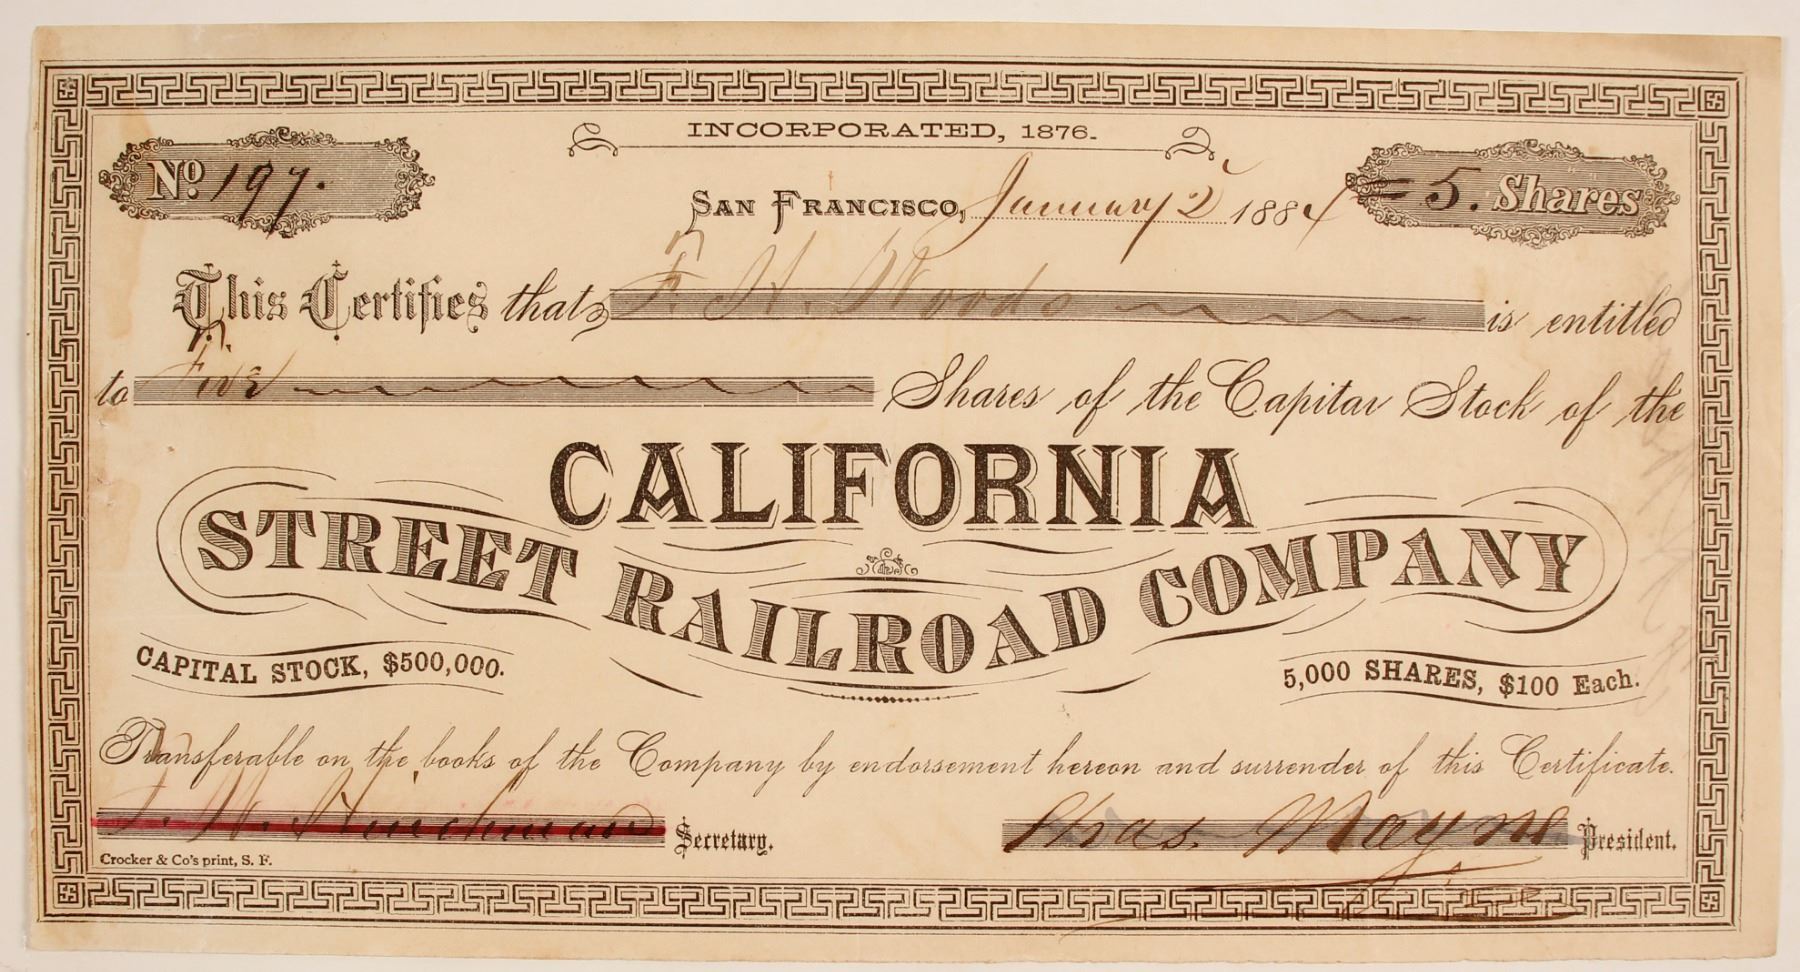 INCORPORATED, 1876.
No. 197.
San Francisco, January 2 1884
= 5. Shares
This Certifies that F. H. Woods is entitled
to Five Shares of the Capital Stock of the
CALIFORNIA
STREET RAILROAD COMPANY
CAPITAL STOCK, $500,000.
5,000 SHARES, $100 Each.
Transferable on the books of the Company by endorsement hereon and surrender of this Certificate.
Secretary.
Chas. Mayne President.
Crocker & Co's print, S. F.